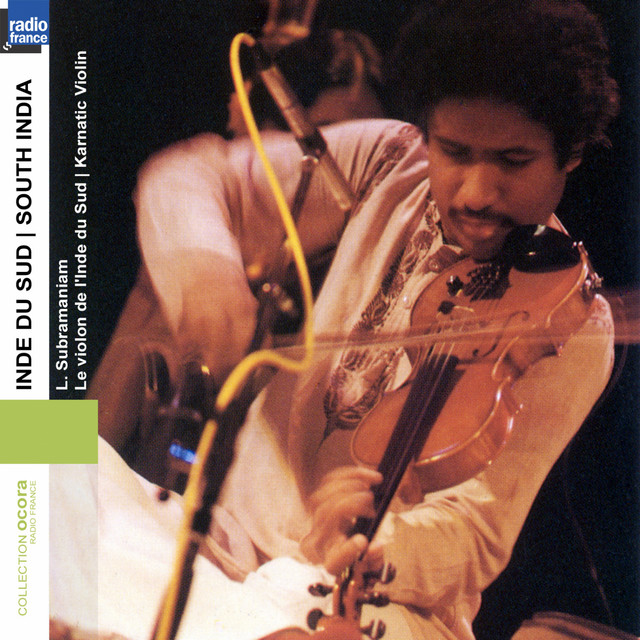 radio
france
INDE DU SUD | SOUTH INDIA
L. Subramaniam
Le violon de l'Inde du Sud | Karnatic Violin
COLLECTION ocora
RADIO FRANCE